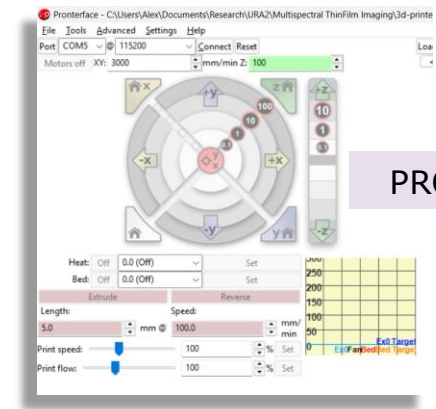 Pronterface - C:\Users\Alex\Documents\Research\URA2\Multispectral ThinFilm Imaging\3d-printe
File Tools Advanced Settings Help
Port COM5 @ 115200 Connect Reset Loa
Motors off XY: 3000 mm/min Z: 100 <
X +y Z +Z
100 10
10 1
1 0.1
0.1
-X +X
PRO
-y y -Z
Heat: Off 0.0 (Off) Set
Bed: Off 0.0 (Off) Set
Extrude Reverse
Length: Speed:
5.0 mm @ 100.0 mm/min
Print speed: 100 % Set
Print flow: 100 % Set
300
250
200
150
100
50
0
Ex0 Target
Ex0 Fan Bed Bed Target